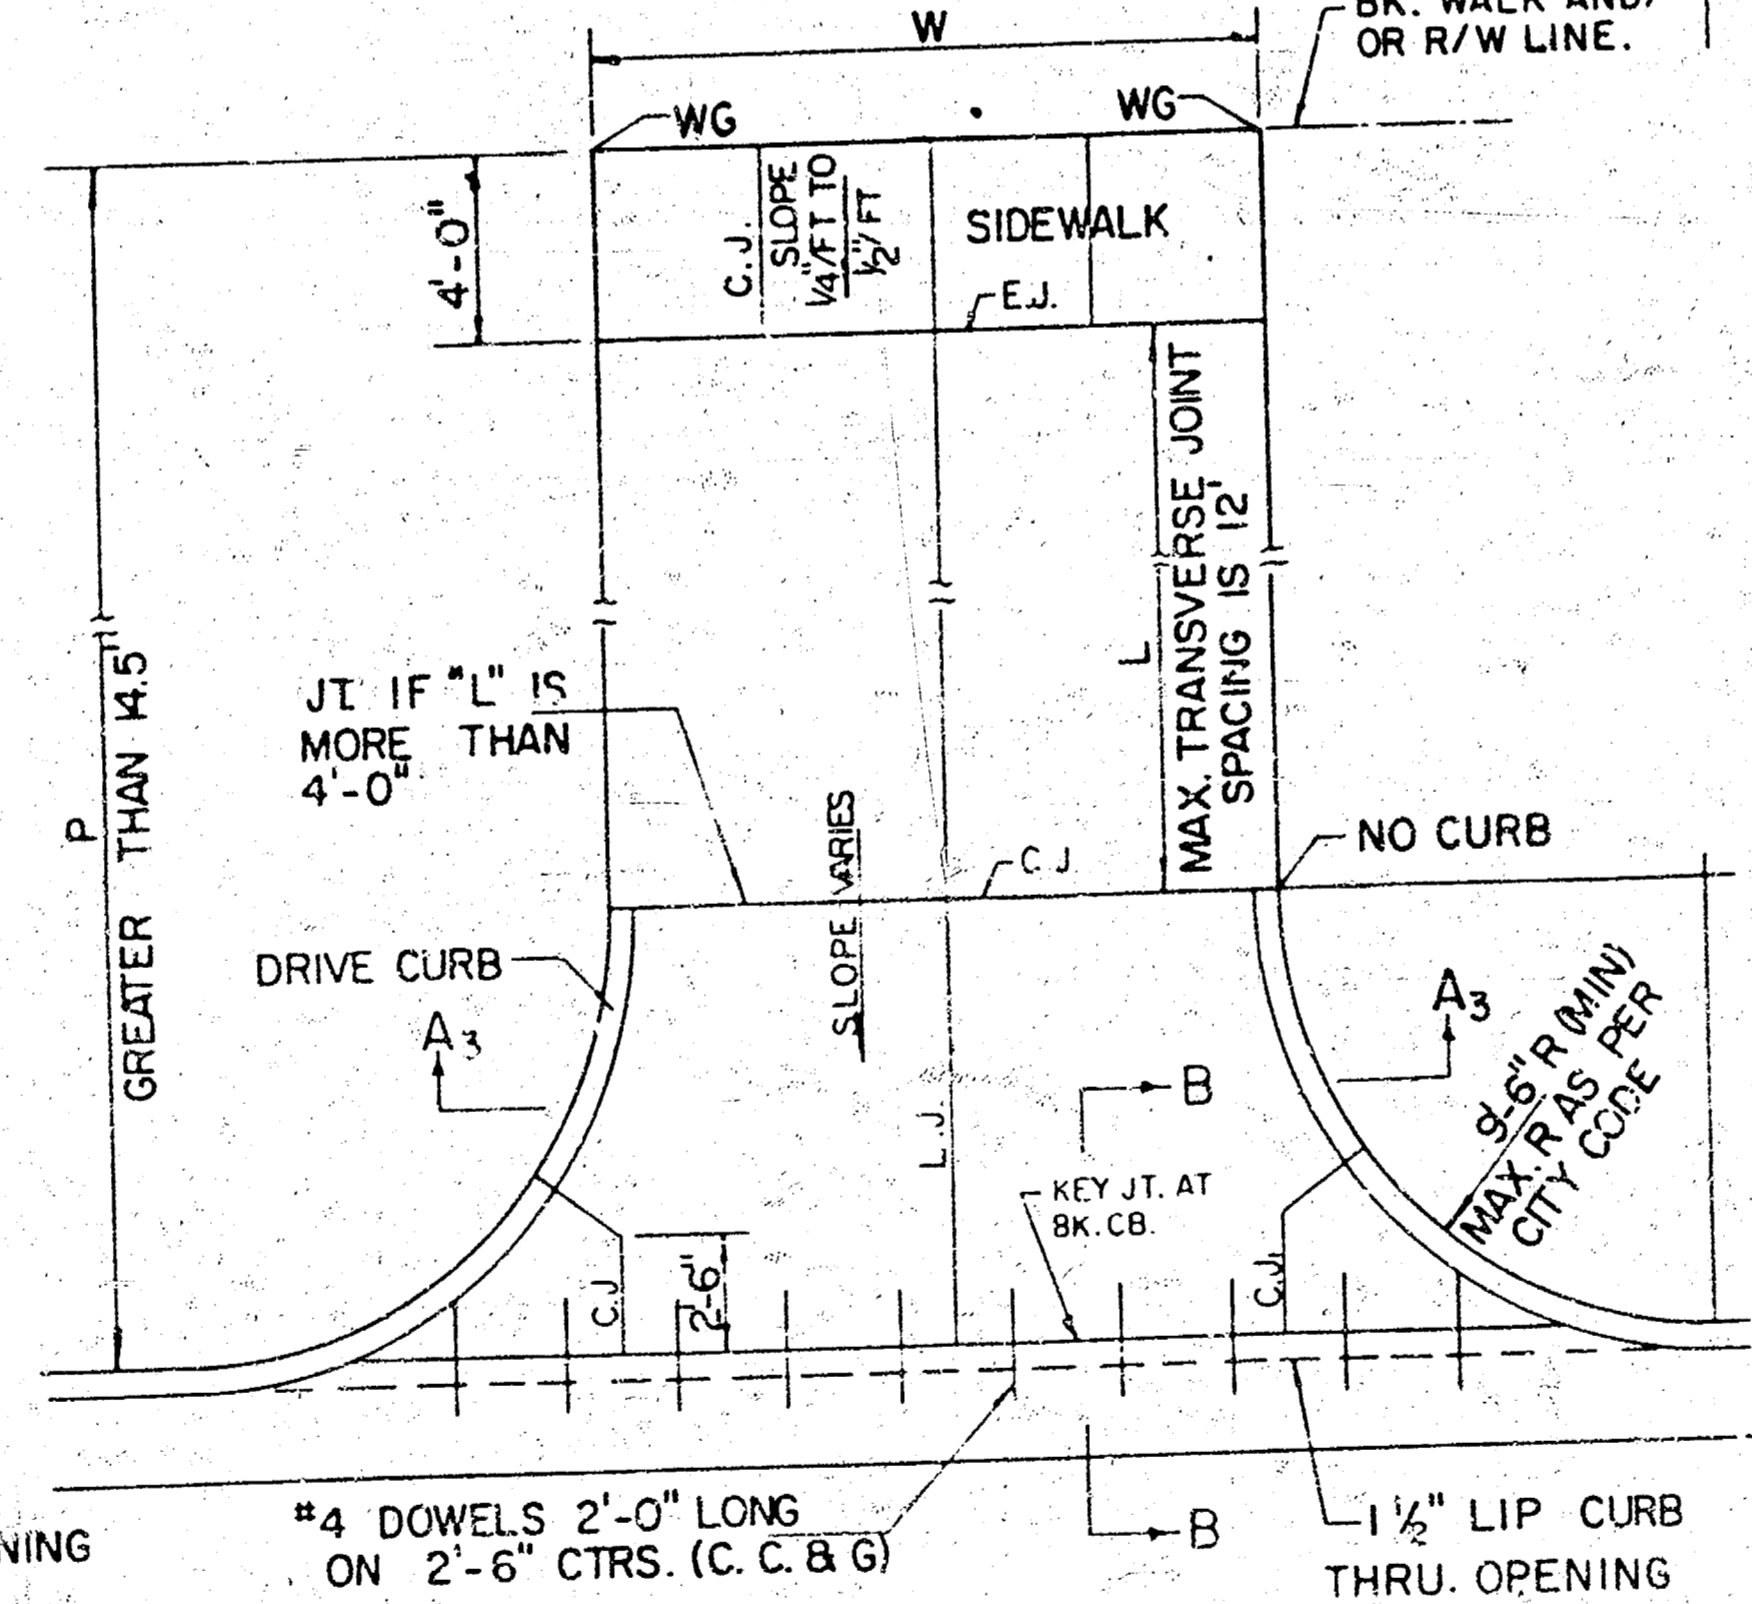 W
BK. WALK AND/
OR R/W LINE.
WG
WG
4'-0"
C.J.
SLOPE
1/4"/FT TO
1/2"/FT
SIDEWALK
E.J.
P
GREATER THAN 14.5'
L
MAX. TRANSVERSE JOINT
SPACING IS 12'
JT. IF "L" IS
MORE THAN
4'-0"
SLOPE VARIES
C.J
NO CURB
DRIVE CURB
A3
A3
9'-6" R (MIN)
MAX. R AS PER
CITY CODE
B
L.J
KEY JT. AT
BK. CB.
C.J
2'-6"
C.J.
#4 DOWELS 2'-0" LONG
ON 2'-6" CTRS. (C. C. & G)
B
1 1/2" LIP CURB
THRU. OPENING
NING